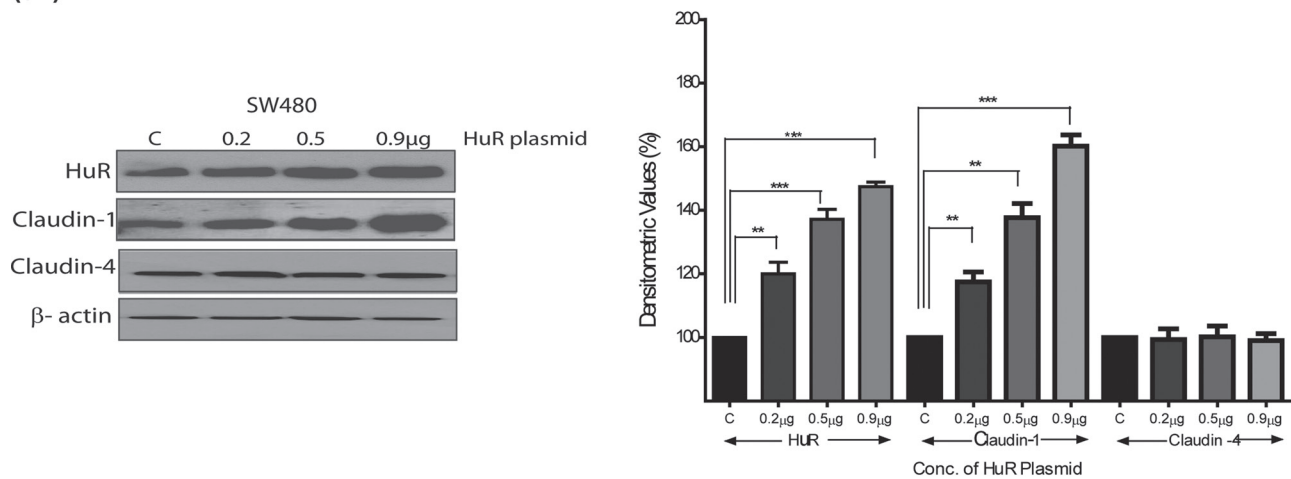 SW480
C 0.2 0.5 0.9μg HuR plasmid
HuR
Claudin-1
Claudin-4
β- actin
Densitometric Values (%)
200
180
160
140
120
100
***
***
**
***
**
**
C 0.2μg 0.5μg 0.9μg C 0.2μg 0.5μg 0.9μg C 0.2μg 0.5μg 0.9μg
HuR Claudin-1 Claudin -4
Conc. of HuR Plasmid